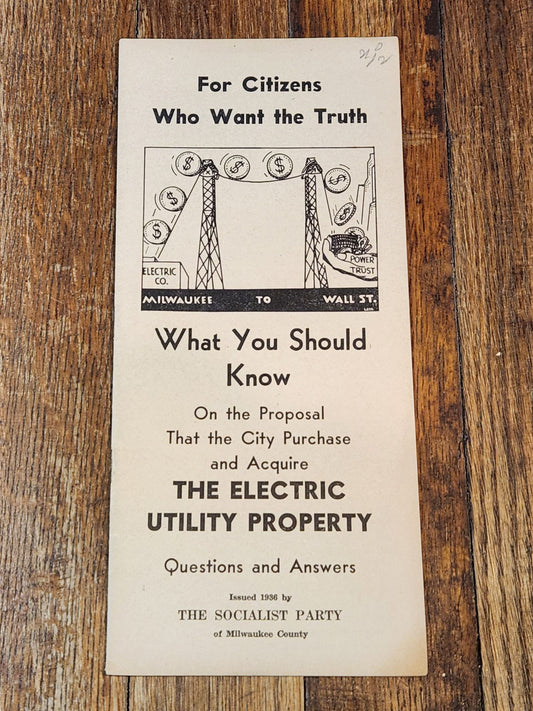 For Citizens
Who Want the Truth
$ $ $ $
$ $
$
ELECTRIC
CO.
POWER
TRUST
MILWAUKEE TO WALL ST.
What You Should
Know
On the Proposal
That the City Purchase
and Acquire
THE ELECTRIC
UTILITY PROPERTY
Questions and Answers
Issued 1936 by
THE SOCIALIST PARTY
of Milwaukee County